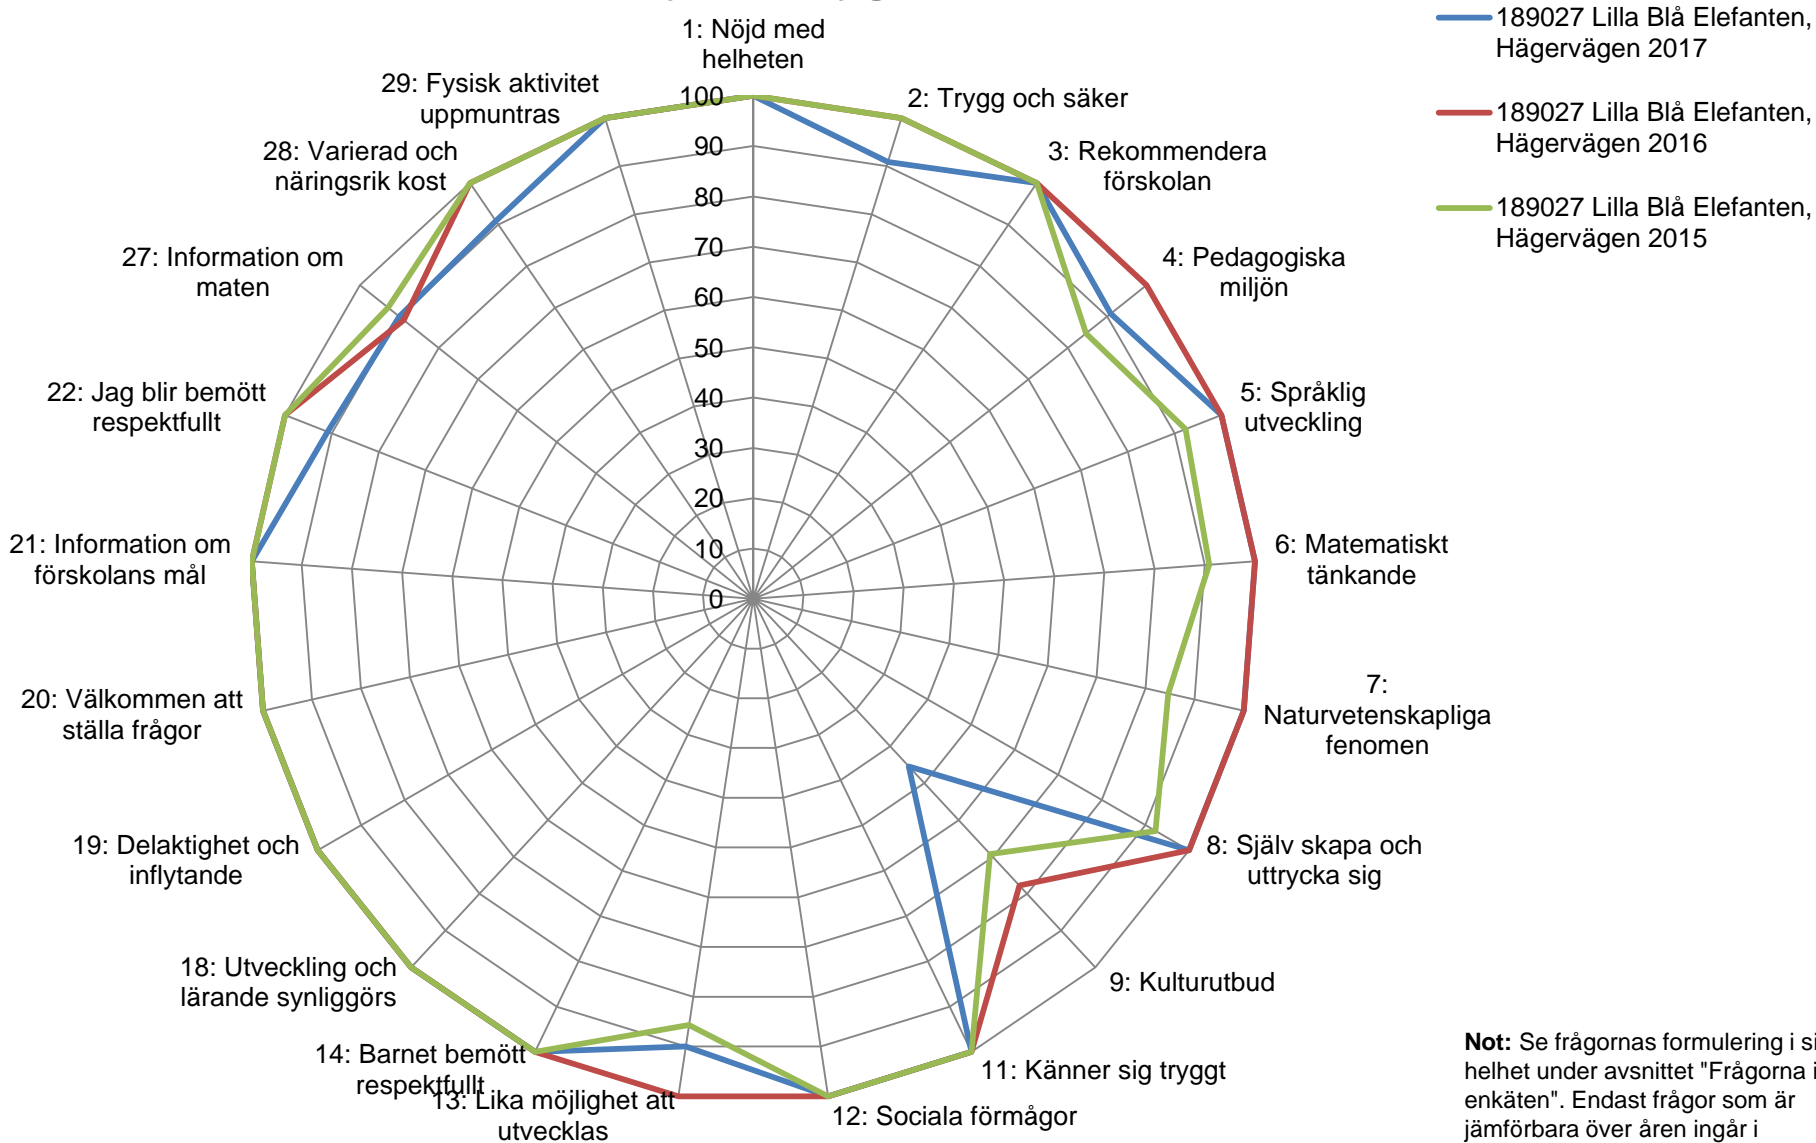 1: Nöjd med
helheten
2: Trygg och säker
3: Rekommendera
förskolan
4: Pedagogiska
miljön
5: Språklig
utveckling
6: Matematiskt
tänkande
7:
Naturvetenskapliga
fenomen
8: Själv skapa och
uttrycka sig
9: Kulturutbud
11: Känner sig tryggt
12: Sociala förmågor
13: Lika möjlighet att
utvecklas
14: Barnet bemött
respektfullt
18: Utveckling och
lärande synliggörs
19: Delaktighet och
inflytande
20: Välkommen att
ställa frågor
21: Information om
förskolans mål
22: Jag blir bemött
respektfullt
27: Information om
maten
28: Varierad och
näringsrik kost
29: Fysisk aktivitet
uppmuntras
100
90
80
70
60
50
40
30
20
10
0
189027 Lilla Blå Elefanten,
Hägervägen 2017
189027 Lilla Blå Elefanten,
Hägervägen 2016
189027 Lilla Blå Elefanten,
Hägervägen 2015
Not: Se frågornas formulering i si
helhet under avsnittet "Frågorna i
enkäten". Endast frågor som är
jämförbara över åren ingår i